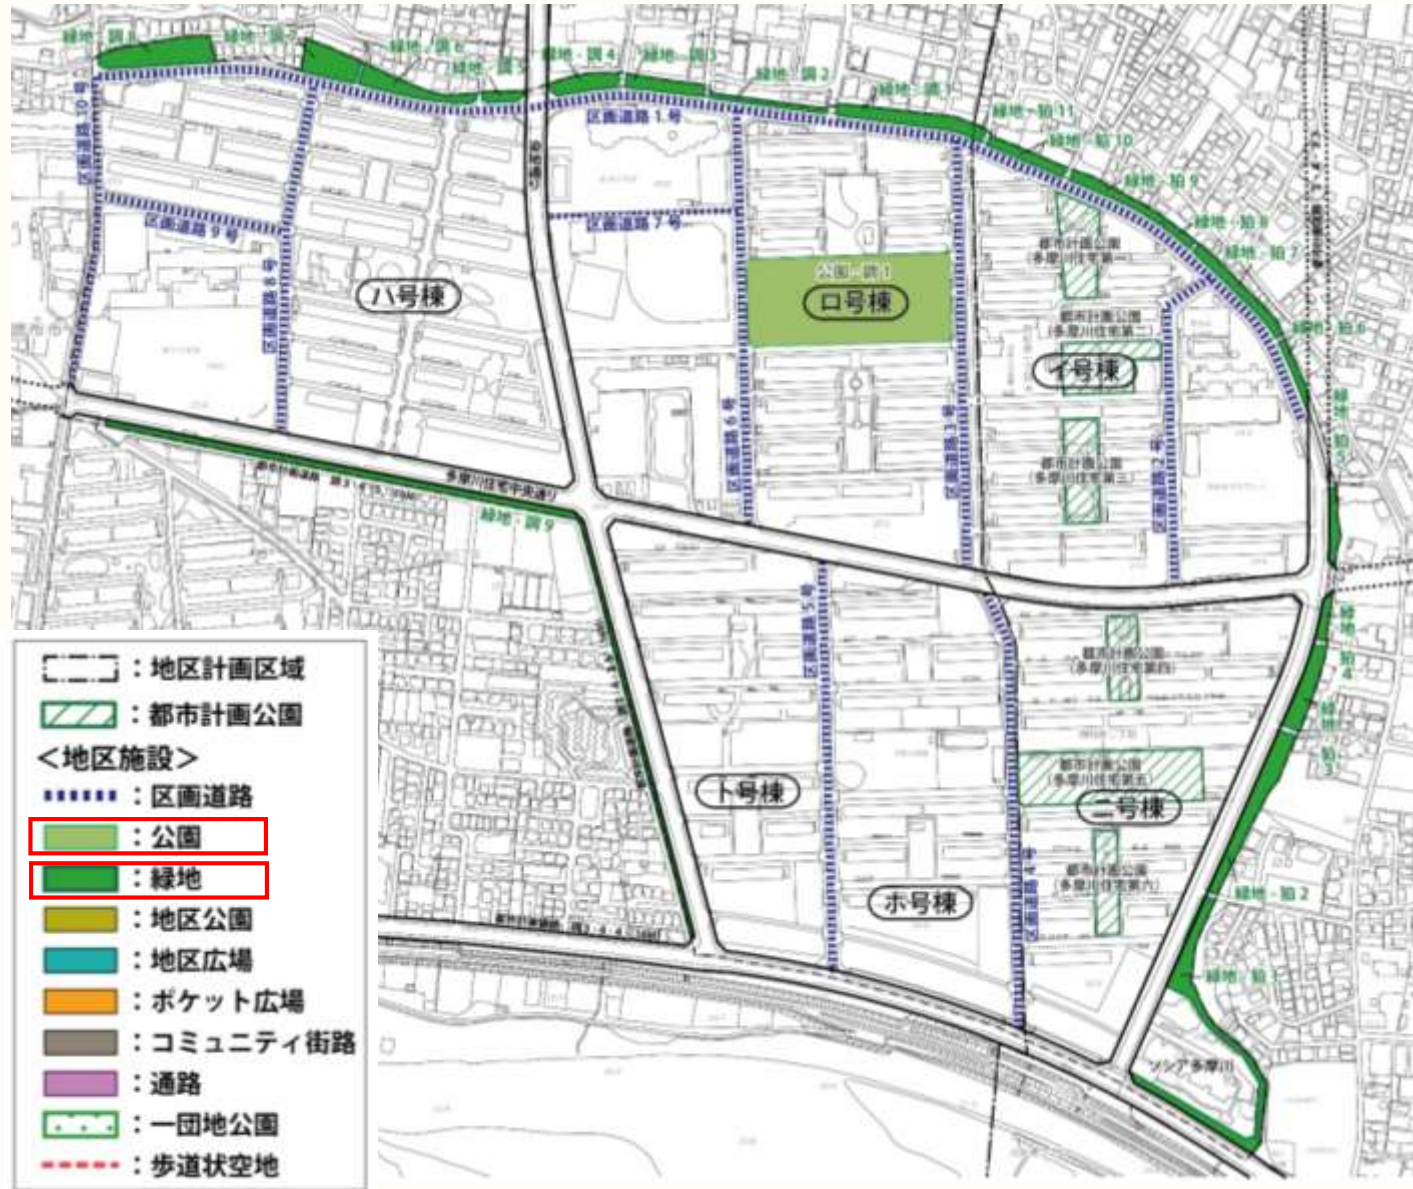 緑地・調8
緑地・調7
緑地・調6
緑地・調5
緑地・調4
緑地・調3
緑地・調2
緑地・調1
緑地・狛11
緑地・狛10
緑地・狛9
緑地・狛8
緑地・狛7
緑地・狛6
緑地・狛5
区画道路10号
区画道路1号
区画道路9号
区画道路7号
区画道路8号
区画道路6号
区画道路3号
区画道路2号
ハ号棟
公園・調1
ロ号棟
都市計画公園
(多摩川住宅第一)
都市計画公園
(多摩川住宅第二)
イ号棟
都市計画公園
(多摩川住宅第三)
多摩川住宅中央通り
緑地・調9
区画道路5号
都市計画公園
(多摩川住宅第四)
緑地・狛4
緑地・狛3
都市計画公園
(多摩川住宅第五)
ト号棟
ニ号棟
区画道路4号
都市計画公園
(多摩川住宅第六)
ホ号棟
緑地・狛2
緑地・狛1
ソシア多摩川
：地区計画区域
：都市計画公園
＜地区施設＞
：区画道路
：公園
：緑地
：地区公園
：地区広場
：ポケット広場
：コミュニティ街路
：通路
：一団地公園
：歩道状空地